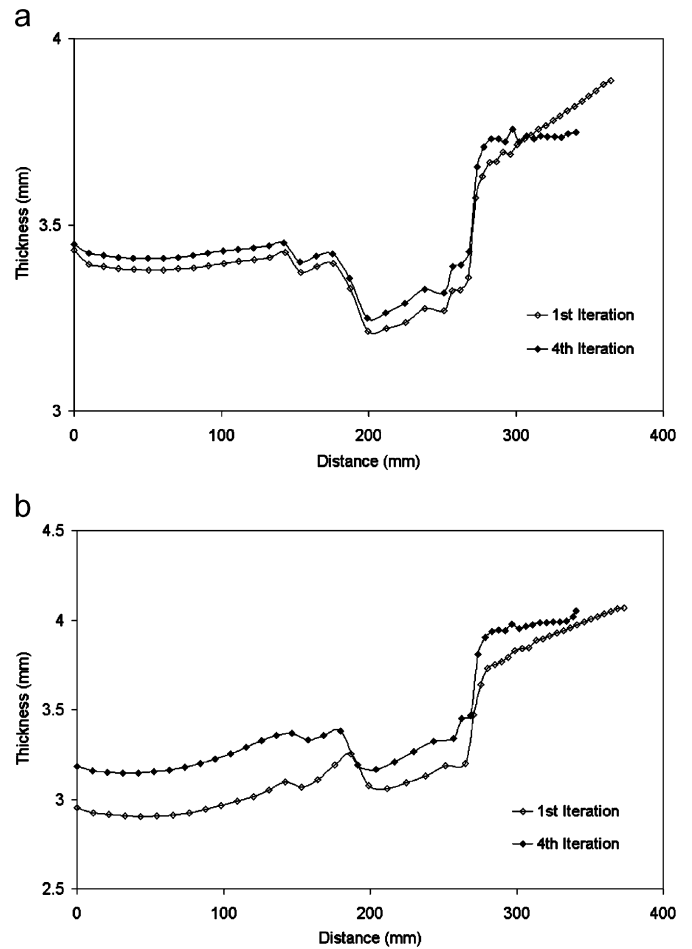 a
4
3.5
3
Thickness (mm)
1st Iteration
4th Iteration
0
100
200
300
400
Distance (mm)
b
4.5
4
3.5
3
2.5
Thickness (mm)
1st Iteration
4th Iteration
0
100
200
300
400
Distance (mm)